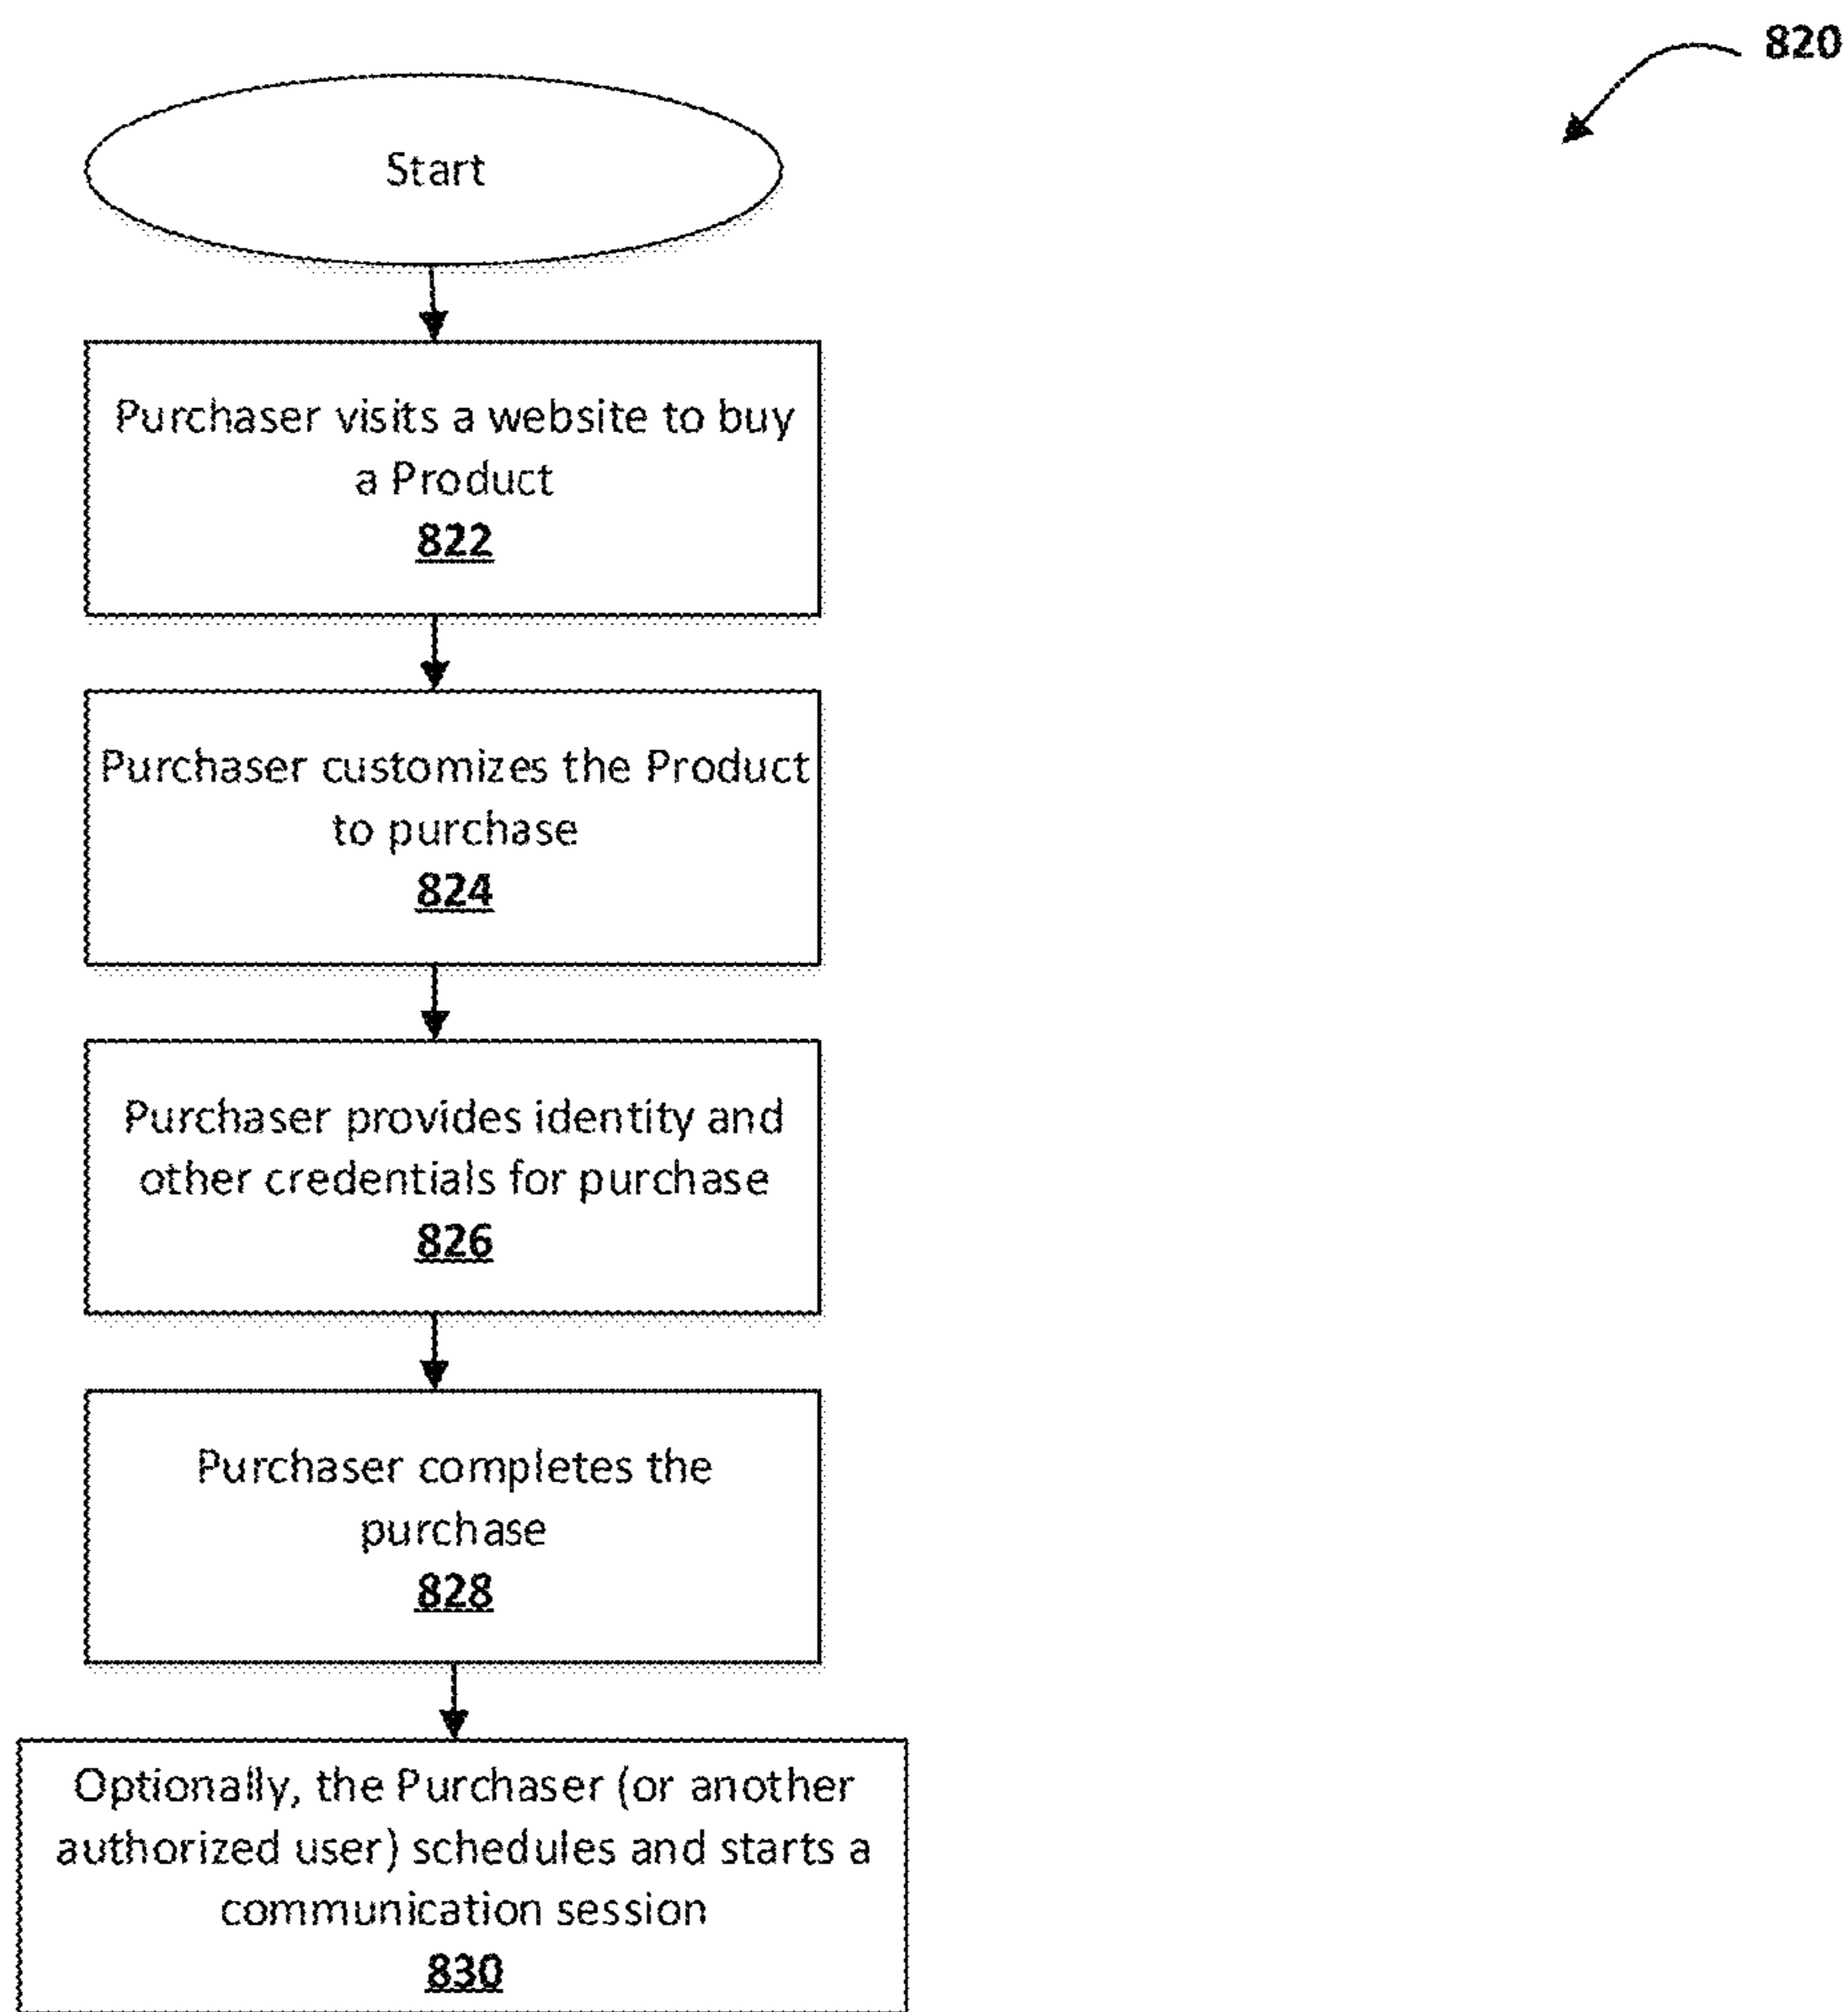 820
Start
Purchaser visits a website to buy
a Product
822
Purchaser customizes the Product
to purchase
824
Purchaser provides identity and
other credentials for purchase
826
Purchaser completes the
purchase
828
Optionally, the Purchaser (or another
authorized user) schedules and starts a
communication session
830